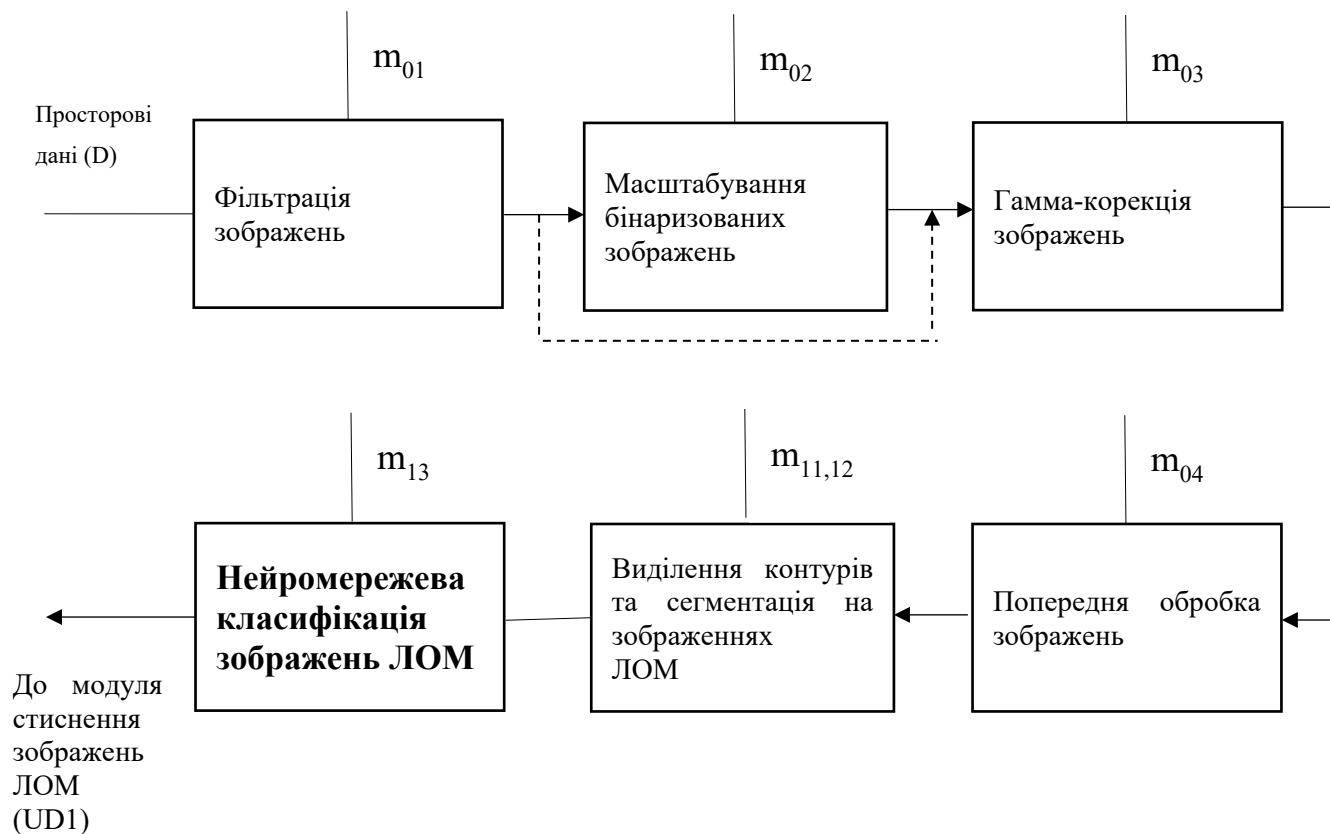 m01
m02
m03
Просторові
дані (D)
Фільтрація
зображень
Масштабування
бінаризованих
зображень
Гамма-корекція
зображень
m13
m11,12
m04
Нейромережева
класифікація
зображень ЛОМ
Виділення контурів
та сегментація на
зображеннях
ЛОМ
Попередня обробка
зображень
До модуля
стиснення
зображень
ЛОМ
(UD1)